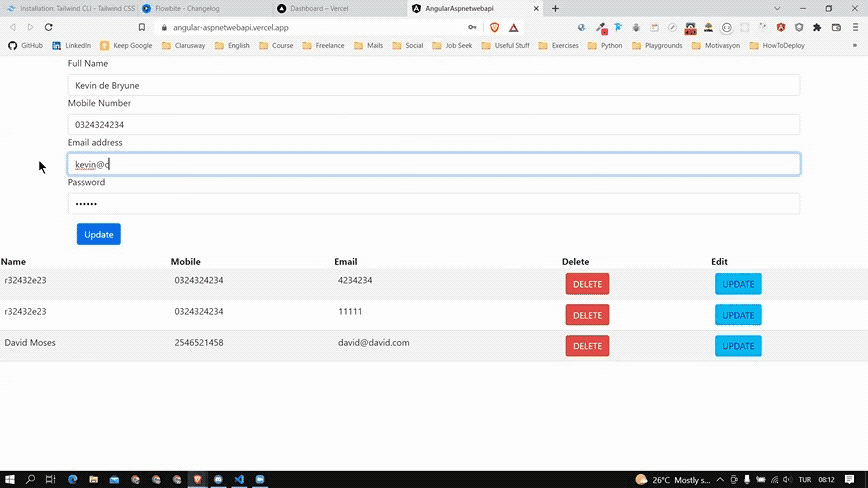 Installation: Tailwind CLI - Tailwind CSS
Flowbite - Changelog
Dashboard – Vercel
AngularAspnetwebapi
angular-aspnetwebapi.vercel.app
GitHub LinkedIn Keep Google Clarusway English Course Freelance Mails Social Job Seek Useful Stuff Exercises Python Playgrounds Motivasyon HowToDeploy
Full Name
Kevin de Bryune
Mobile Number
0324324234
Email address
kevin@d
Password
Update
Name Mobile Email Delete Edit
r32432e23 0324324234 4234234 DELETE UPDATE
r32432e23 0324324234 11111 DELETE UPDATE
David Moses 2546521458 david@david.com DELETE UPDATE
26°C Mostly s... TUR 08:12